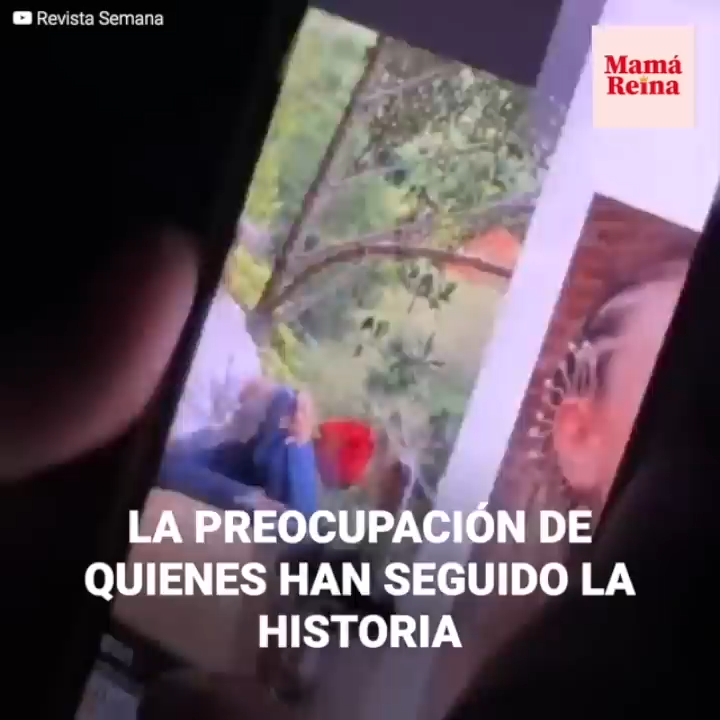 Revista Semana
Mamá
Reina
LA PREOCUPACIÓN DE
QUIENES HAN SEGUIDO LA
HISTORIA